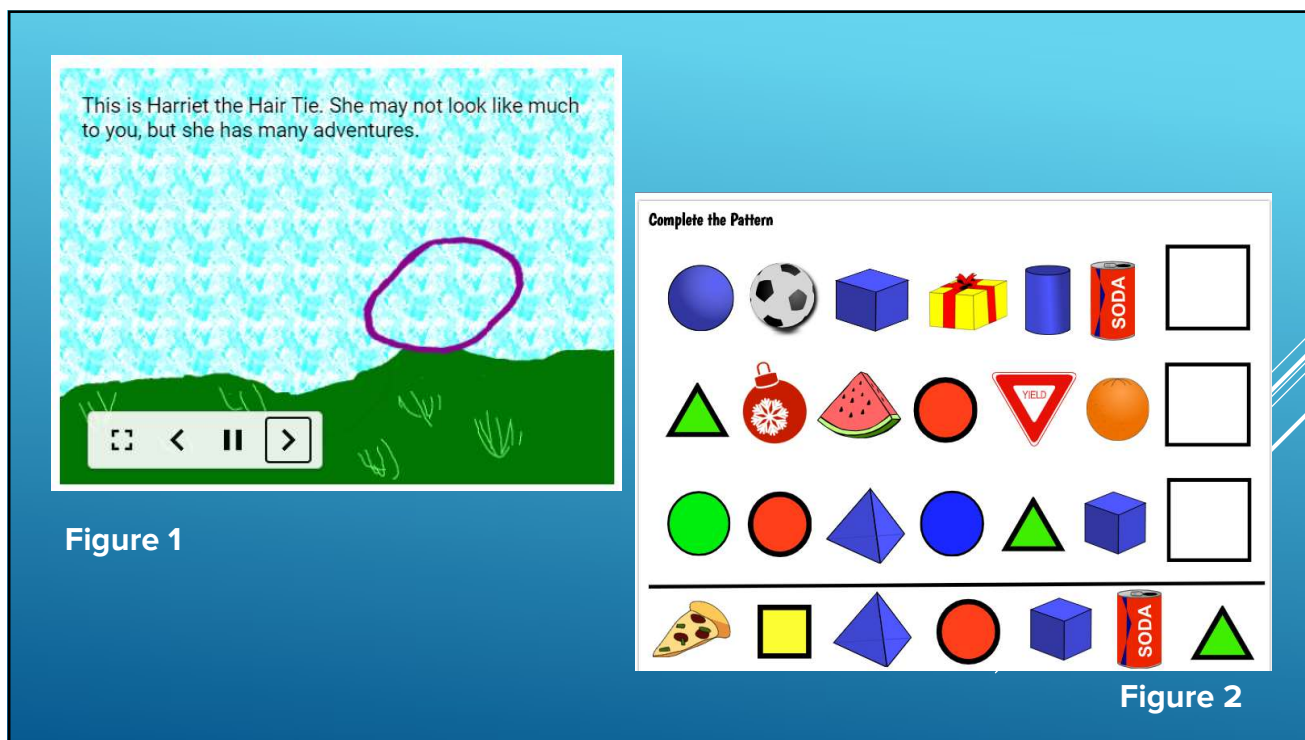 This is Harriet the Hair Tie. She may not look like much
to you, but she has many adventures.
Figure 1
Complete the Pattern
SODA
YIELD
SODA
Figure 2